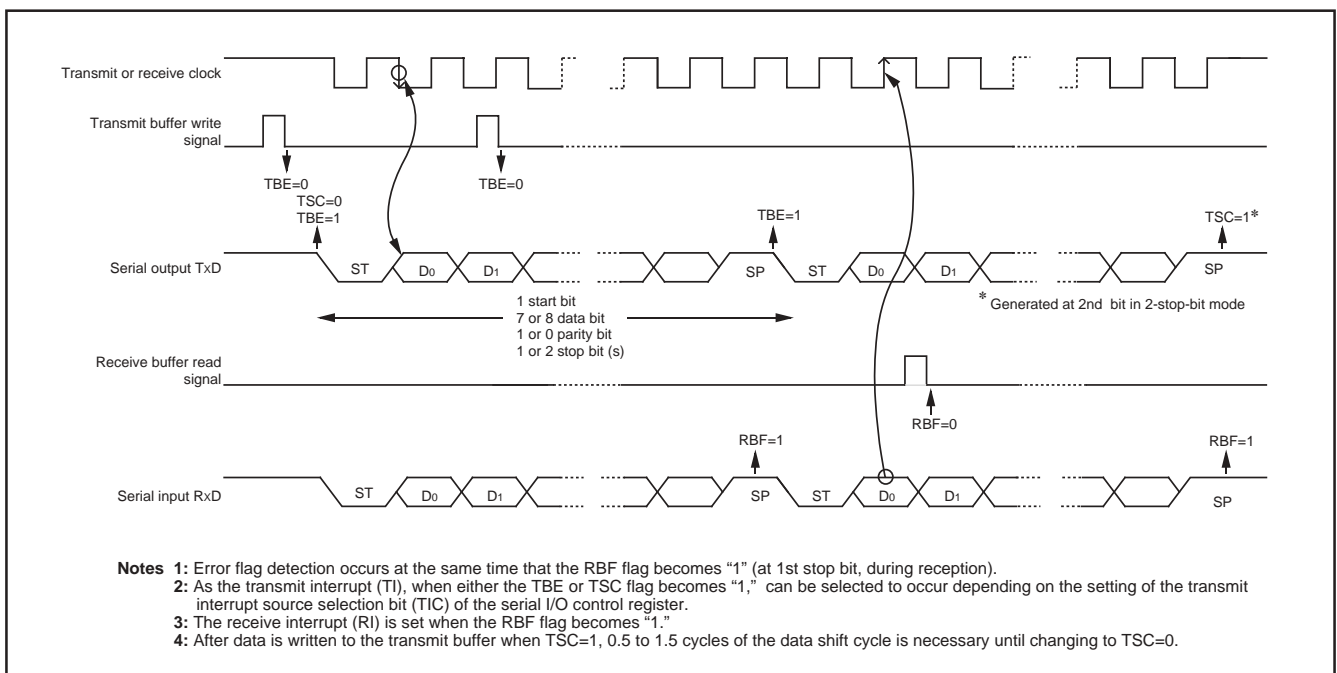 Transmit or receive clock
Transmit buffer write
signal
TBE=0
TSC=0
TBE=1
TBE=0
TBE=1
TSC=1*
Serial output TXD
ST
D0
D1
SP
ST
D0
D1
SP
* Generated at 2nd bit in 2-stop-bit mode
1 start bit
7 or 8 data bit
1 or 0 parity bit
1 or 2 stop bit (s)
Receive buffer read
signal
RBF=0
RBF=1
RBF=1
Serial input RXD
ST
D0
D1
SP
ST
D0
D1
SP
Notes 1: Error flag detection occurs at the same time that the RBF flag becomes “1” (at 1st stop bit, during reception).
2: As the transmit interrupt (TI), when either the TBE or TSC flag becomes “1,” can be selected to occur depending on the setting of the transmit
interrupt source selection bit (TIC) of the serial I/O control register.
3: The receive interrupt (RI) is set when the RBF flag becomes “1.”
4: After data is written to the transmit buffer when TSC=1, 0.5 to 1.5 cycles of the data shift cycle is necessary until changing to TSC=0.